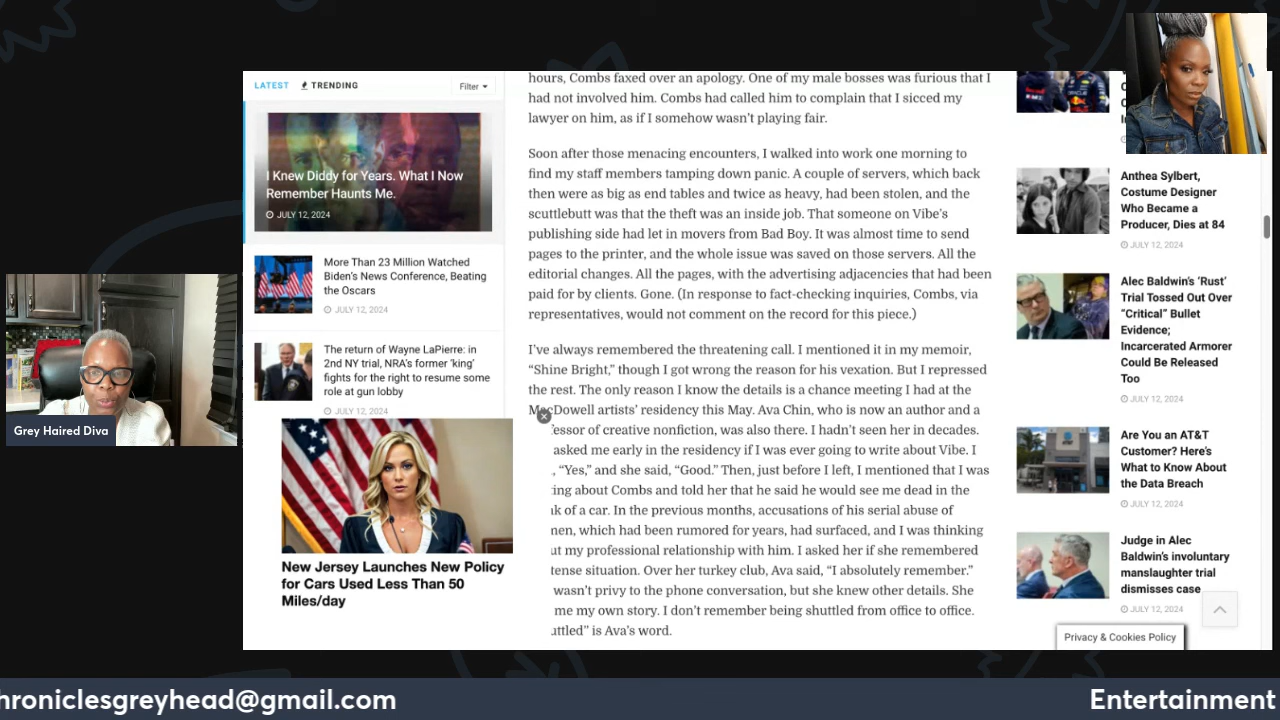 LATEST
TRENDING
Filter
I Knew Diddy for Years. What I Now
Remember Haunts Me.
JULY 12, 2024
More Than 23 Million Watched
Biden's News Conference, Beating
the Oscars
JULY 12, 2024
The return of Wayne LaPierre: in
2nd NY trial, NRA's former 'king'
fights for the right to resume some
role at gun lobby
JULY 12, 2024
New Jersey Launches New Policy
for Cars Used Less Than 50
Miles/day
hours, Combs faxed over an apology. One of my male bosses was furious that I
had not involved him. Combs had called him to complain that I sicced my
lawyer on him, as if I somehow wasn't playing fair.
Soon after those menacing encounters, I walked into work one morning to
find my staff members tamping down panic. A couple of servers, which back
then were as big as end tables and twice as heavy, had been stolen, and the
scuttlebutt was that the theft was an inside job. That someone on Vibe's
publishing side had let in movers from Bad Boy. It was almost time to send
pages to the printer, and the whole issue was saved on those servers. All the
editorial changes. All the pages, with the advertising adjacencies that had been
paid for by clients. Gone. (In response to fact-checking inquiries, Combs, via
representatives, would not comment on the record for this piece.)
I've always remembered the threatening call. I mentioned it in my memoir,
"Shine Bright," though I got wrong the reason for his vexation. But I repressed
the rest. The only reason I know the details is a chance meeting I had at the
MacDowell artists' residency this May. Ava Chin, who is now an author and a
fessor of creative nonfiction, was also there. I hadn't seen her in decades.
asked me early in the residency if I was ever going to write about Vibe. I
, "Yes," and she said, "Good." Then, just before I left, I mentioned that I was
ing about Combs and told her that he said he would see me dead in the
k of a car. In the previous months, accusations of his serial abuse of
nen, which had been rumored for years, had surfaced, and I was thinking
ut my professional relationship with him. I asked her if she remembered
tense situation. Over her turkey club, Ava said, "I absolutely remember."
wasn't privy to the phone conversation, but she knew other details. She
me my own story. I don't remember being shuttled from office to office.
uttled" is Ava's word.
Anthea Sylbert,
Costume Designer
Who Became a
Producer, Dies at 84
JULY 12, 2024
Alec Baldwin's 'Rust'
Trial Tossed Out Over
"Critical" Bullet
Evidence;
Incarcerated Armorer
Could Be Released
Too
JULY 12, 2024
Are You an AT&T
Customer? Here's
What to Know About
the Data Breach
JULY 12, 2024
Judge in Alec
Baldwin's involuntary
manslaughter trial
dismisses case
JULY 12, 2024
Privacy & Cookies Policy
Grey Haired Diva
hroniclesgreyhead@gmail.com
Entertainment